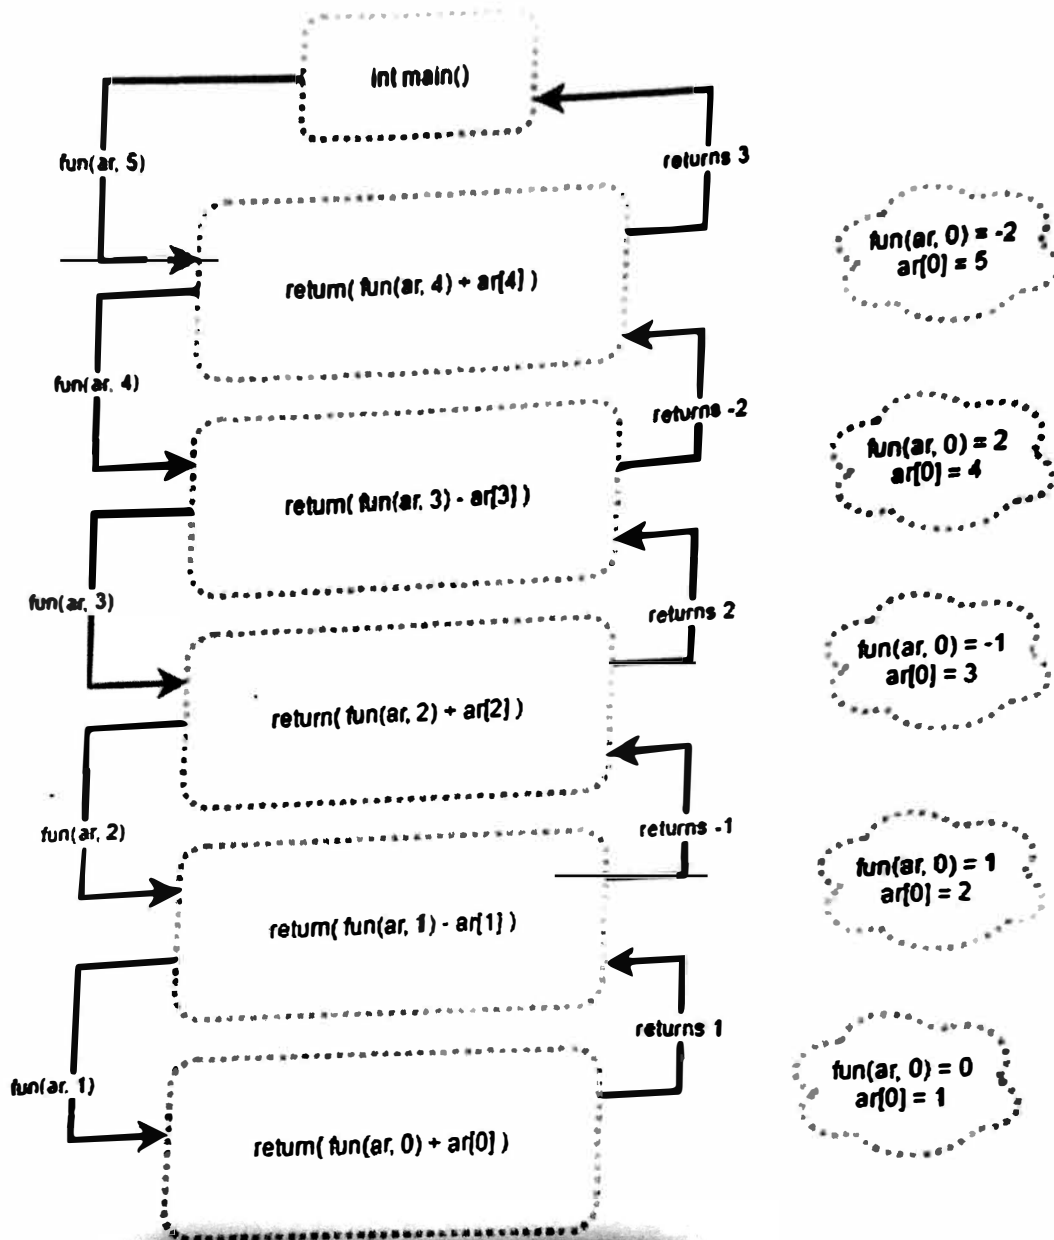 int main()
fun(ar, 5)
returns 3
return( fun(ar, 4) + ar[4] )
fun(ar, 0) = -2
ar[0] = 5
fun(ar, 4)
returns -2
return( fun(ar, 3) - ar[3] )
fun(ar, 0) = 2
ar[0] = 4
fun(ar, 3)
returns 2
return( fun(ar, 2) + ar[2] )
fun(ar, 0) = -1
ar[0] = 3
fun(ar, 2)
returns -1
return( fun(ar, 1) - ar[1] )
fun(ar, 0) = 1
ar[0] = 2
fun(ar, 1)
returns 1
return( fun(ar, 0) + ar[0] )
fun(ar, 0) = 0
ar[0] = 1